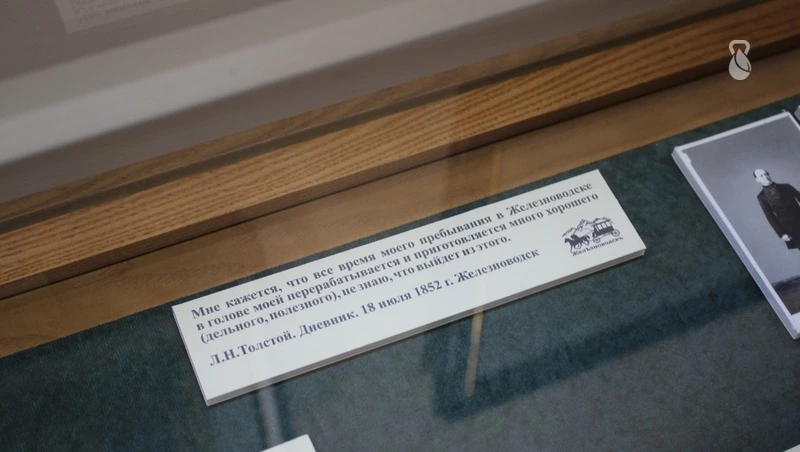 Мне кажется, что все время моего пребывания в Железноводске
в голове моей перерабатывается и приготовляется много хорошего
(дельного, полезного), не знаю, что выйдет из этого.
Л.Н.Толстой. Дневник. 18 июля 1852 г. Железноводск
Железноводскъ